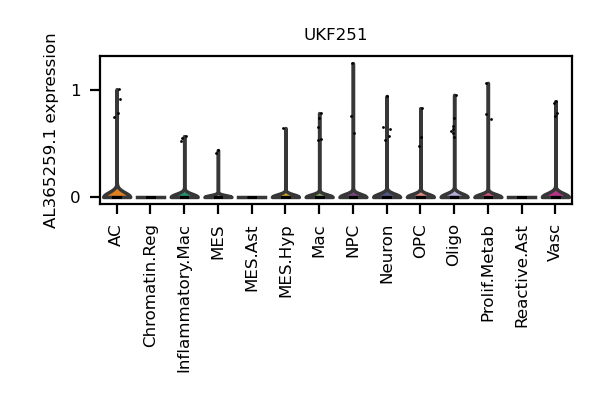 UKF251
AL365259.1 expression
1
0
AC
Chromatin.Reg
Inflammatory.Mac
MES
MES.Ast
MES.Hyp
Mac
NPC
Neuron
OPC
Oligo
Prolif.Metab
Reactive.Ast
Vasc